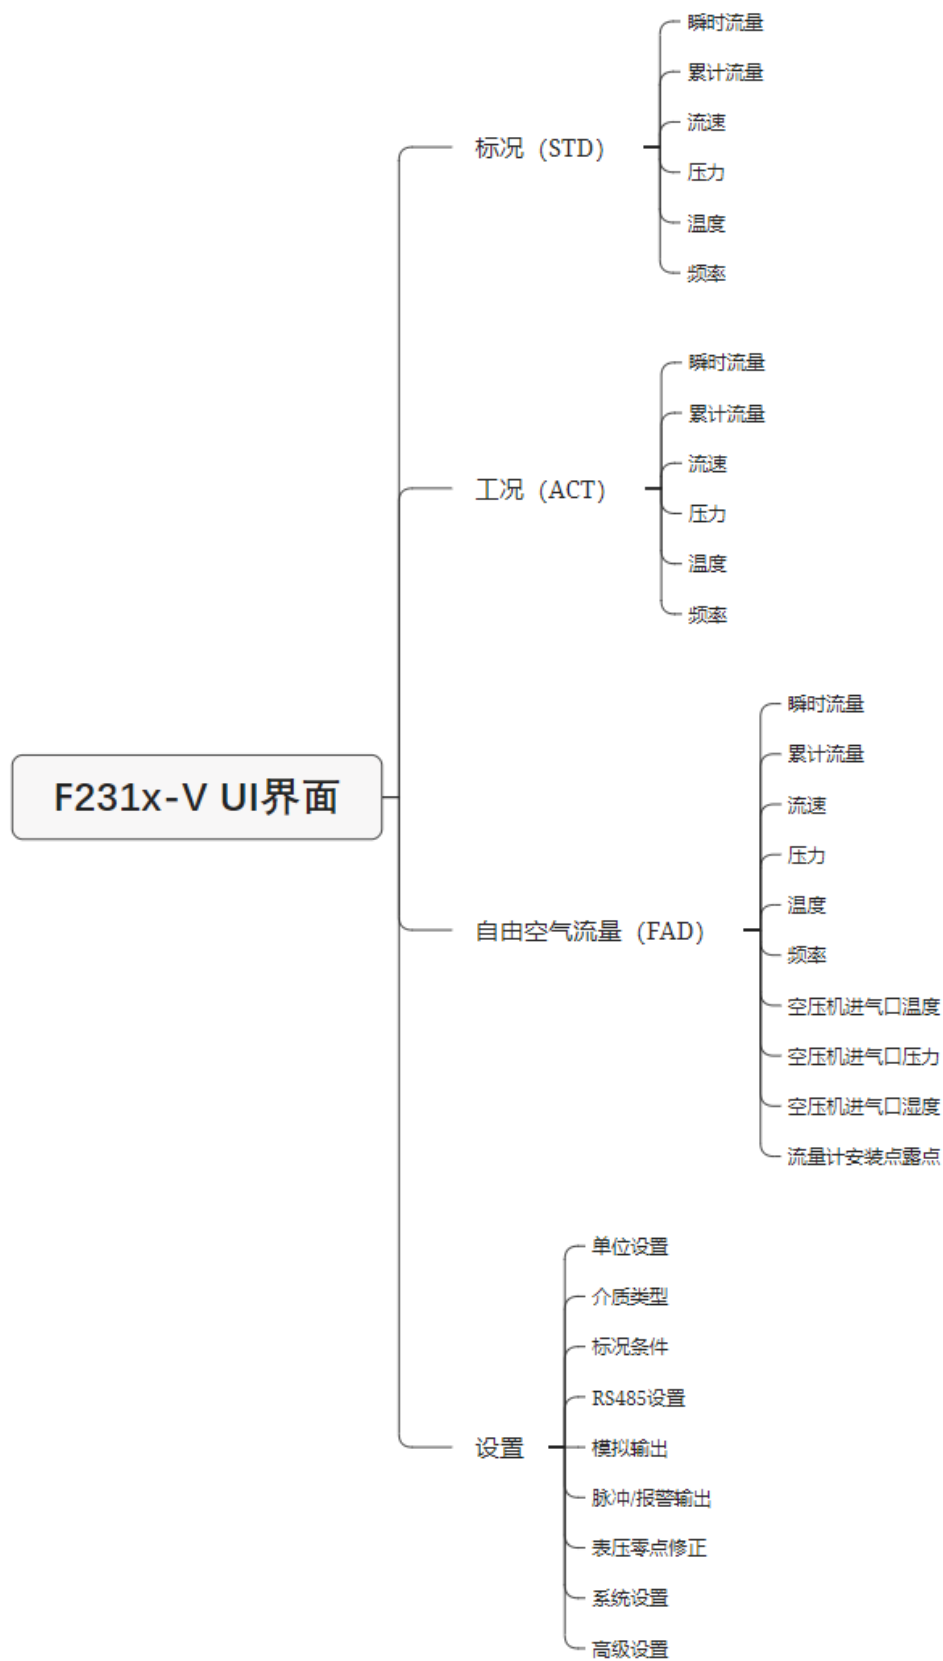 F231x-V UI界面
标况（STD）
瞬时流量
累计流量
流速
压力
温度
频率
工况（ACT）
瞬时流量
累计流量
流速
压力
温度
频率
自由空气流量（FAD）
瞬时流量
累计流量
流速
压力
温度
频率
空压机进气口温度
空压机进气口压力
空压机进气口湿度
流量计安装点露点
设置
单位设置
介质类型
标况条件
RS485设置
模拟输出
脉冲/报警输出
表压零点修正
系统设置
高级设置